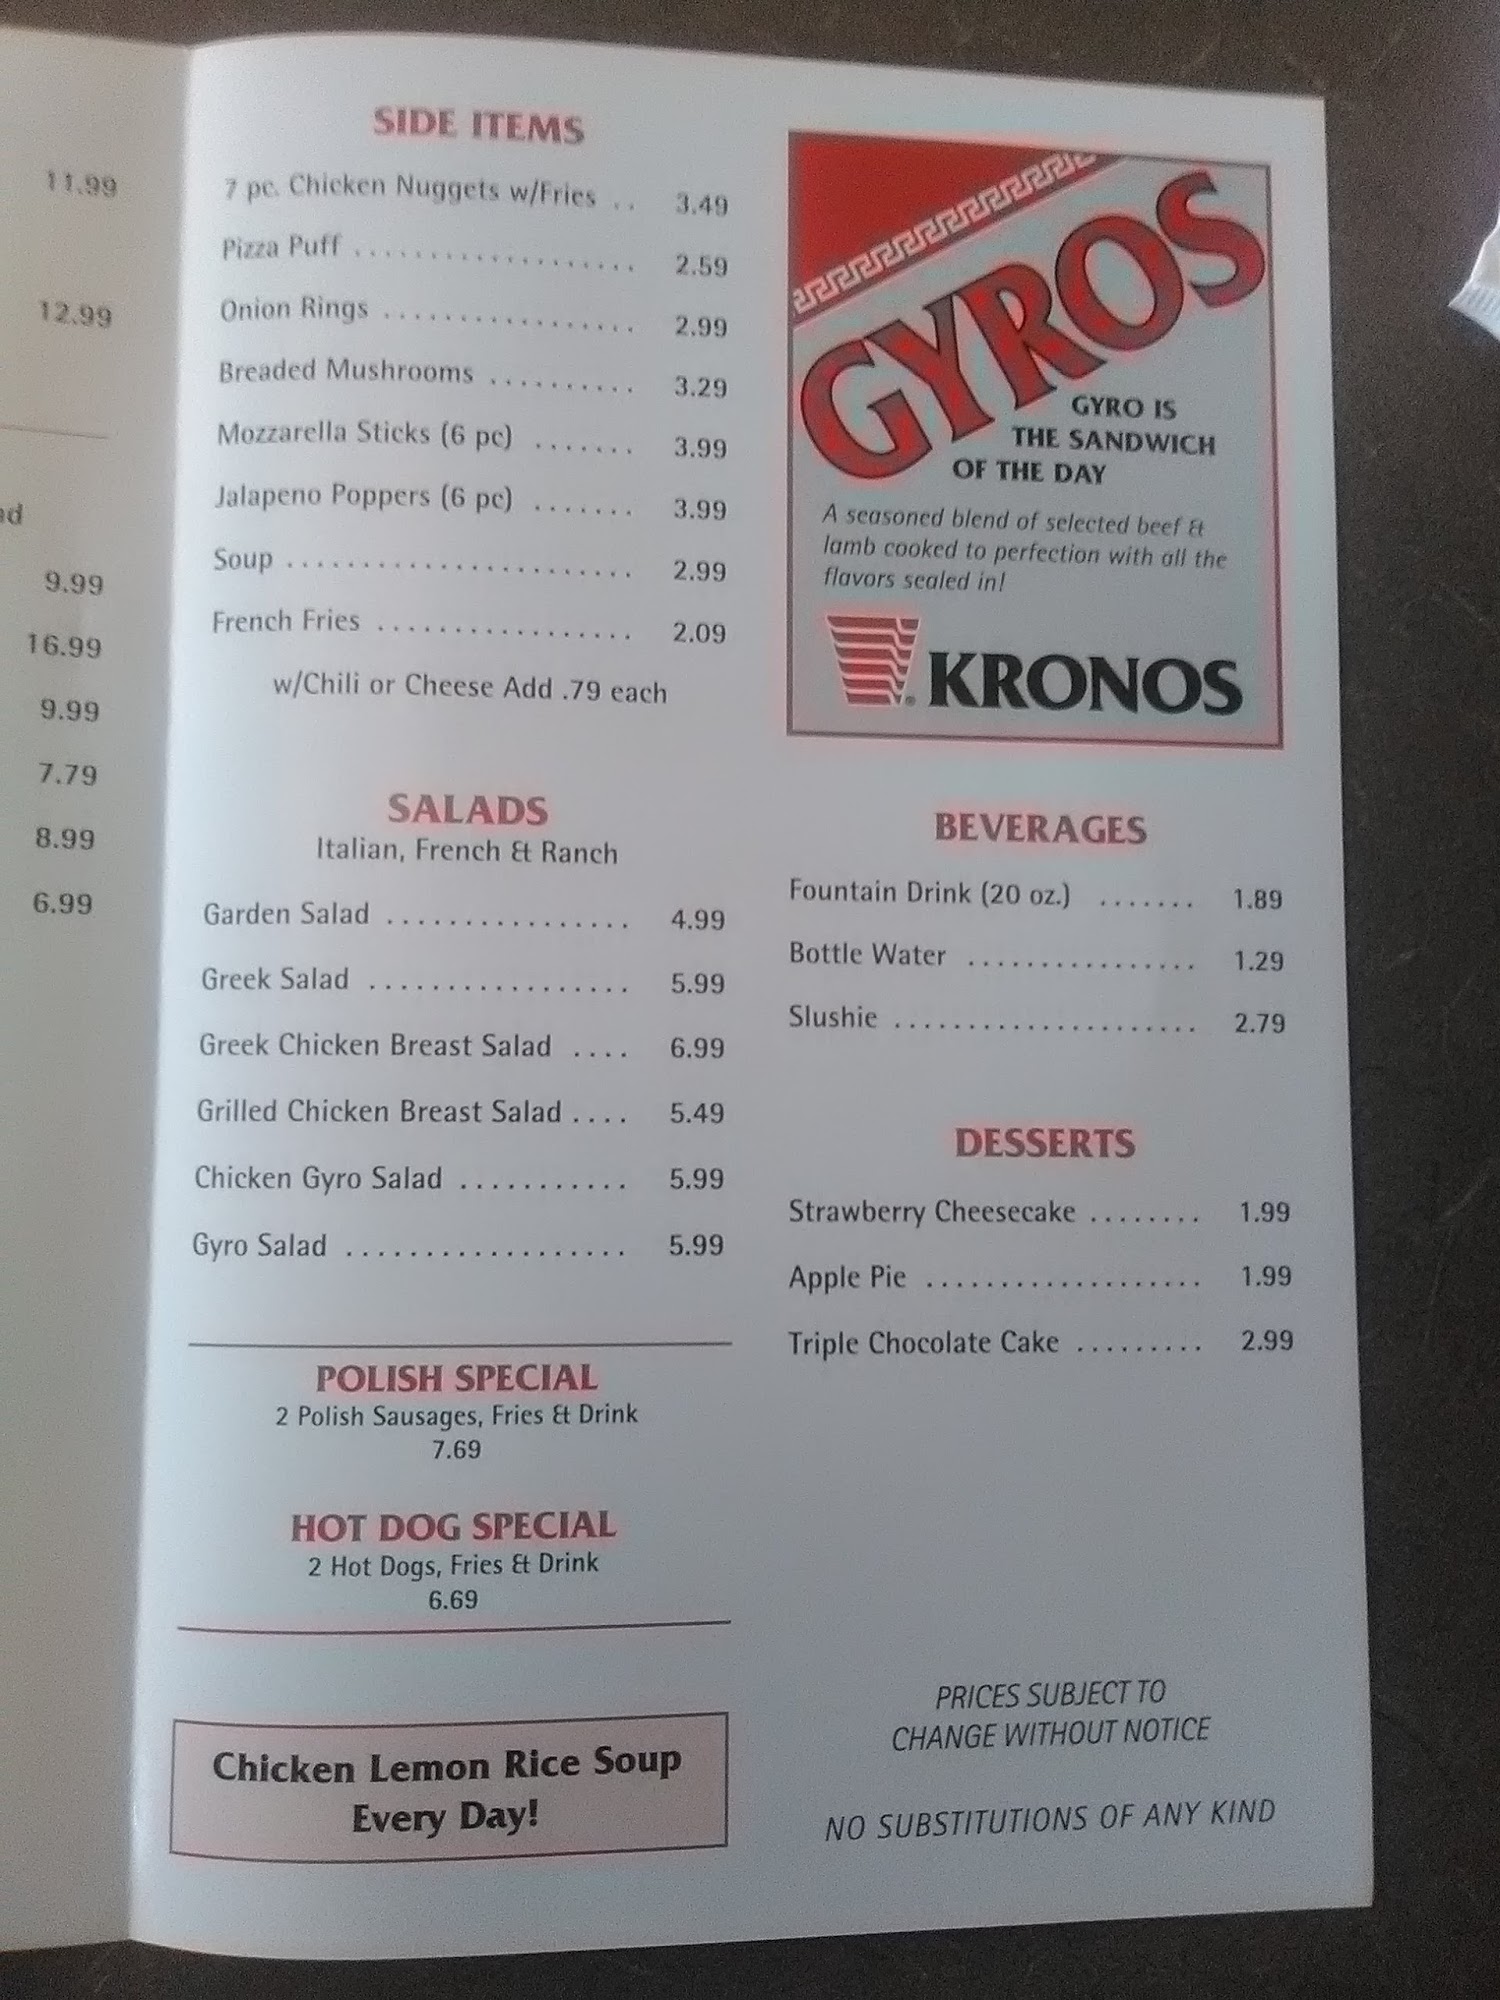 11.99
12.99
9.99
16.99
9.99
7.79
8.99
6.99
SIDE ITEMS
7 pc. Chicken Nuggets w/Fries .. 3.49
Pizza Puff ................... 2.59
Onion Rings ................. 2.99
Breaded Mushrooms .......... 3.29
Mozzarella Sticks (6 pc) ....... 3.99
Jalapeno Poppers (6 pc) ....... 3.99
Soup ....................... 2.99
French Fries ................. 2.09
w/Chili or Cheese Add .79 each
SALADS
Italian, French & Ranch
Garden Salad ................ 4.99
Greek Salad ................. 5.99
Greek Chicken Breast Salad .... 6.99
Grilled Chicken Breast Salad .... 5.49
Chicken Gyro Salad ........... 5.99
Gyro Salad .................. 5.99
POLISH SPECIAL
2 Polish Sausages, Fries & Drink
7.69
HOT DOG SPECIAL
2 Hot Dogs, Fries & Drink
6.69
Chicken Lemon Rice Soup
Every Day!
GYROS
GYRO IS
THE SANDWICH
OF THE DAY
A seasoned blend of selected beef &
lamb cooked to perfection with all the
flavors sealed in!
KRONOS
BEVERAGES
Fountain Drink (20 oz.) ....... 1.89
Bottle Water ................ 1.29
Slushie ..................... 2.79
DESSERTS
Strawberry Cheesecake ........ 1.99
Apple Pie ................... 1.99
Triple Chocolate Cake ......... 2.99
PRICES SUBJECT TO
CHANGE WITHOUT NOTICE
NO SUBSTITUTIONS OF ANY KIND